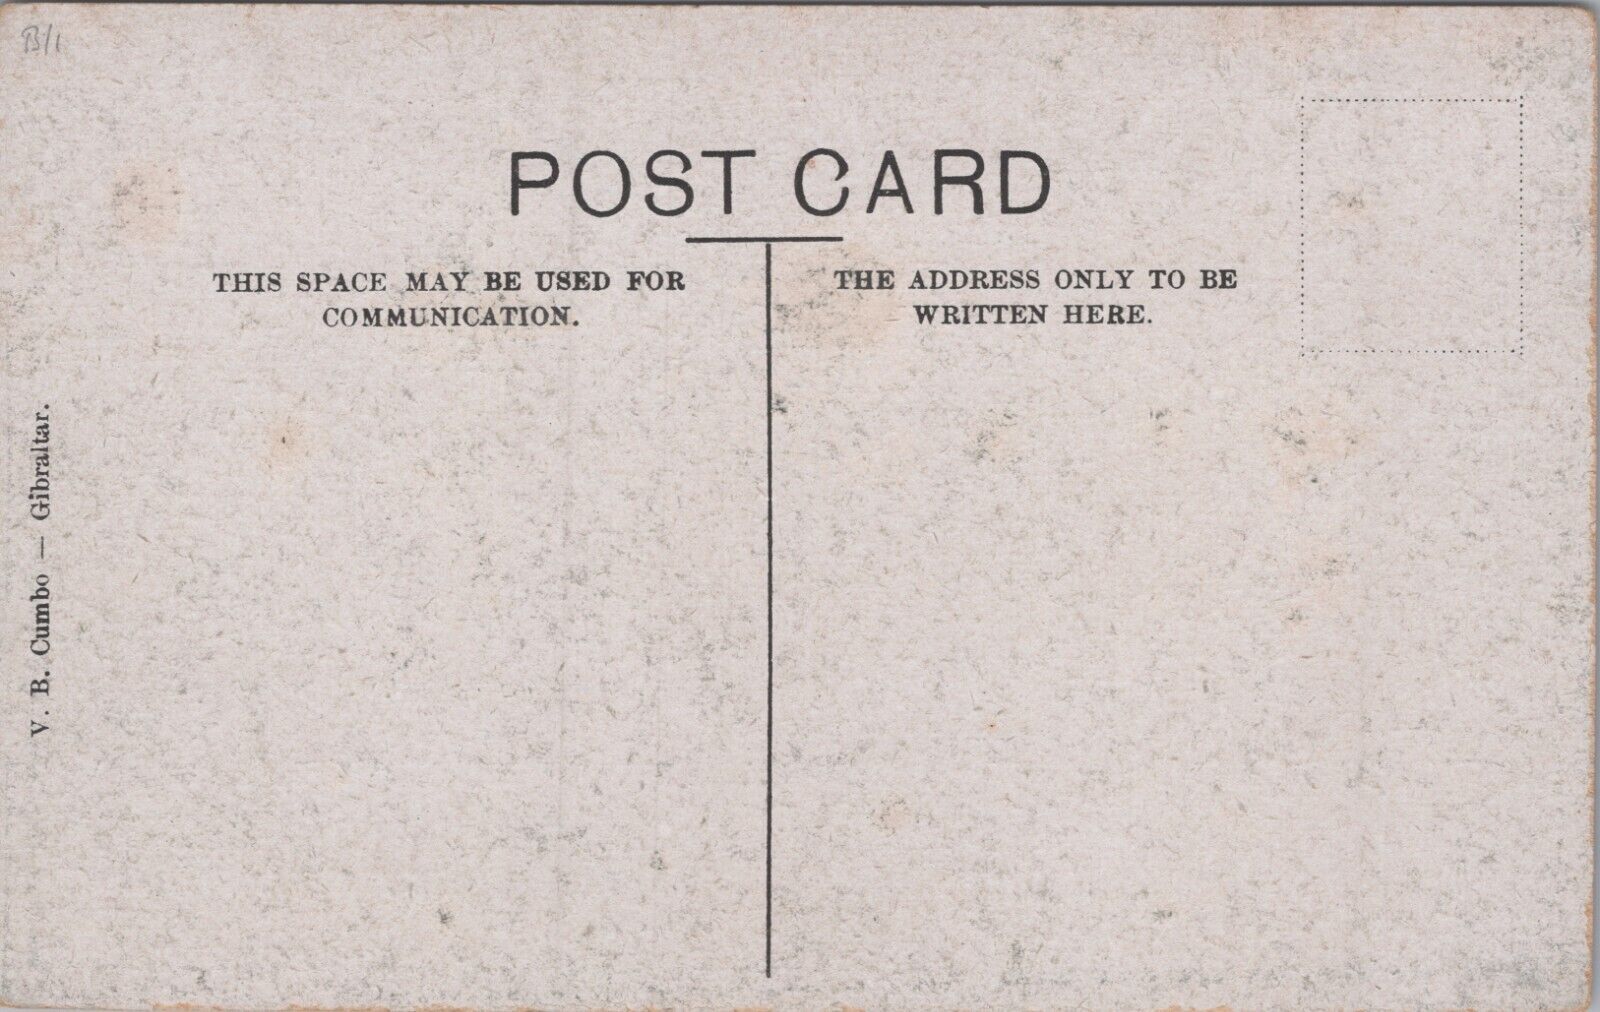 B/1
POST CARD
THIS SPACE MAY BE USED FOR
COMMUNICATION.
THE ADDRESS ONLY TO BE
WRITTEN HERE.
V. B. Cumbo — Gibraltar.